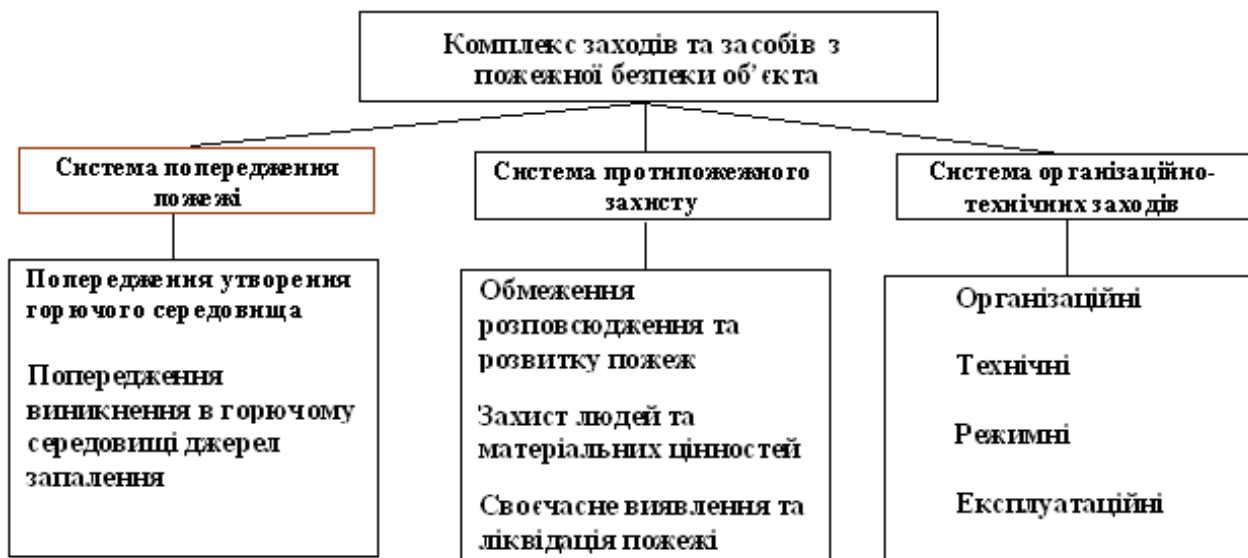 Комплекс заходів та засобів з
пожежної безпеки об’єкта
Система попередження
пожежі
Система протипожежного
захисту
Система організаційно-
технічних заходів
Попередження утворення
горючого середовища
Попередження
виникнення в горючому
середовищі джерел
запалення
Обмеження
розповсюдження та
розвитку пожеж
Захист людей та
матеріальних цінностей
Своєчасне виявлення та
ліквідація пожежі
Організаційні
Технічні
Режимні
Експлуатаційні